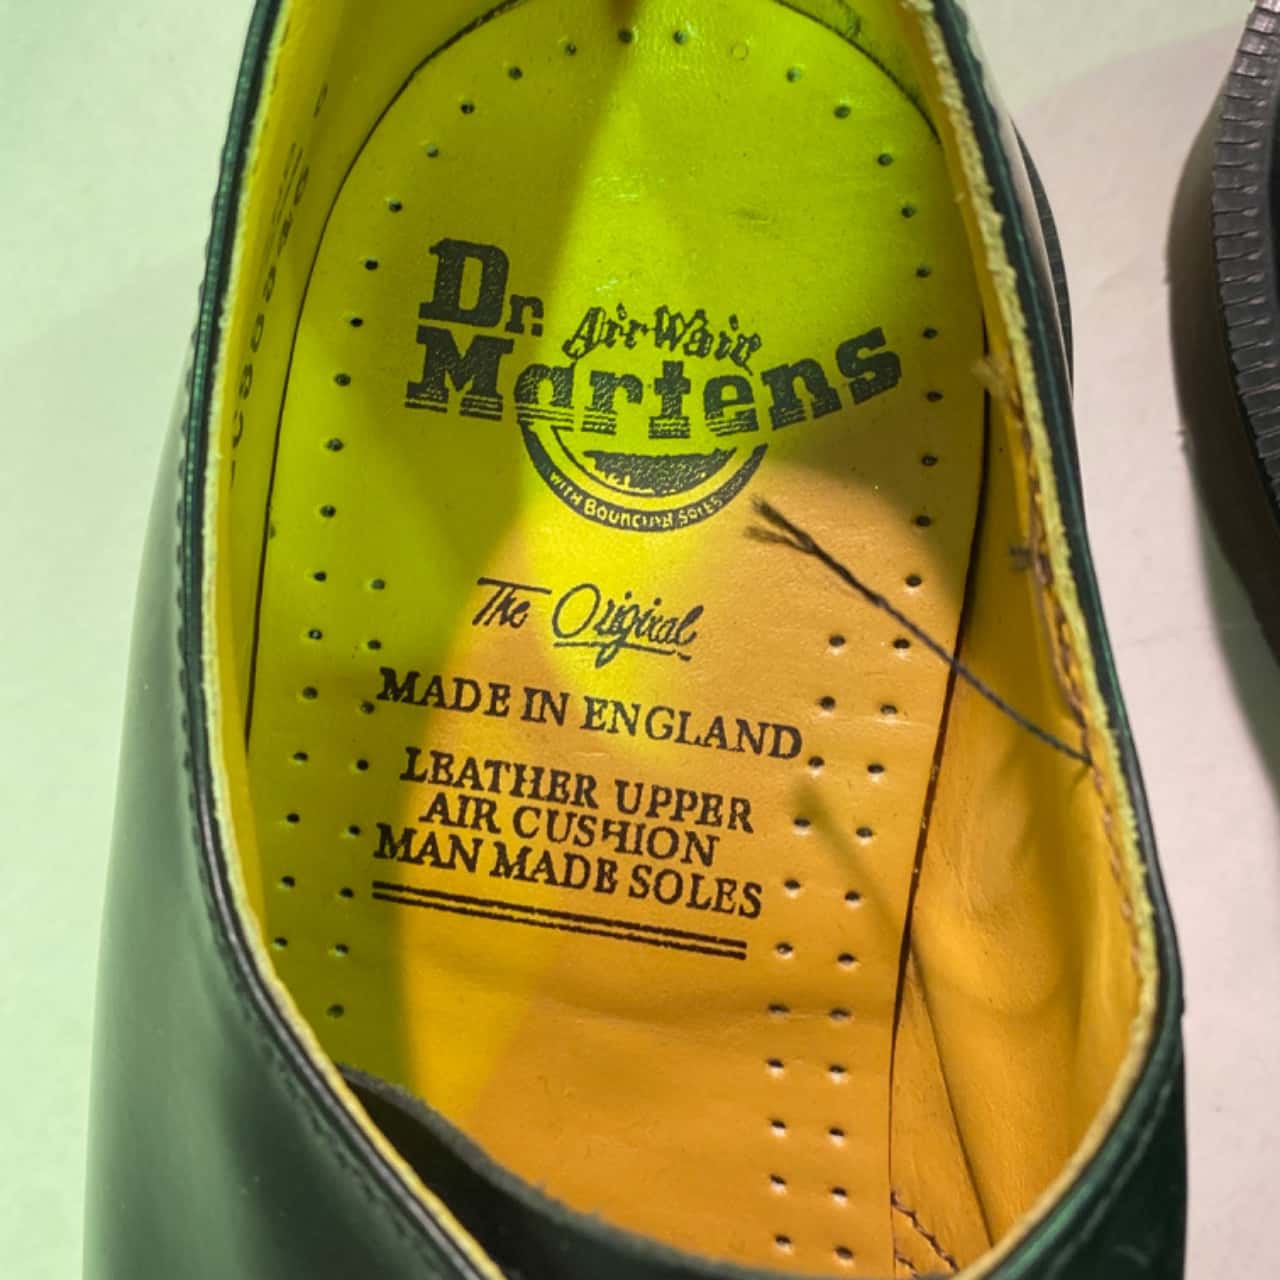 Dr.
AirWair
Martens
WITH BOUNCING SOLES
The Original
MADE IN ENGLAND
LEATHER UPPER
AIR CUSHION
MAN MADE SOLES